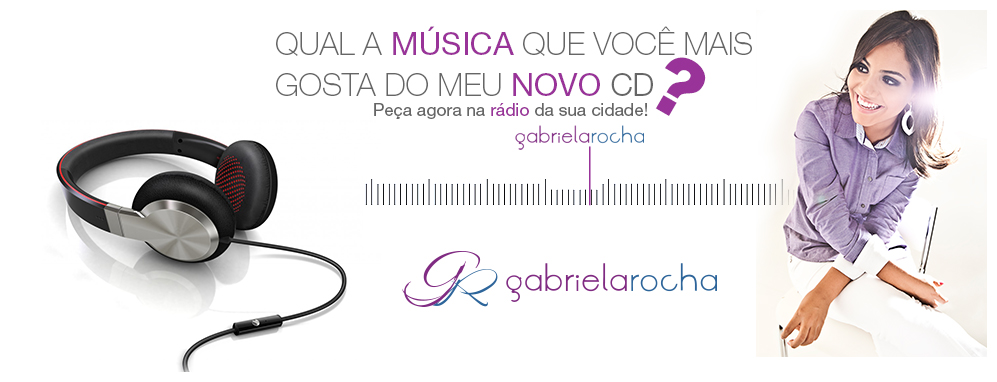 QUAL A MÚSICA QUE VOCÊ MAIS
GOSTA DO MEU NOVO CD?
Peça agora na rádio da sua cidade!
gabrielarocha
GR gabrielarocha